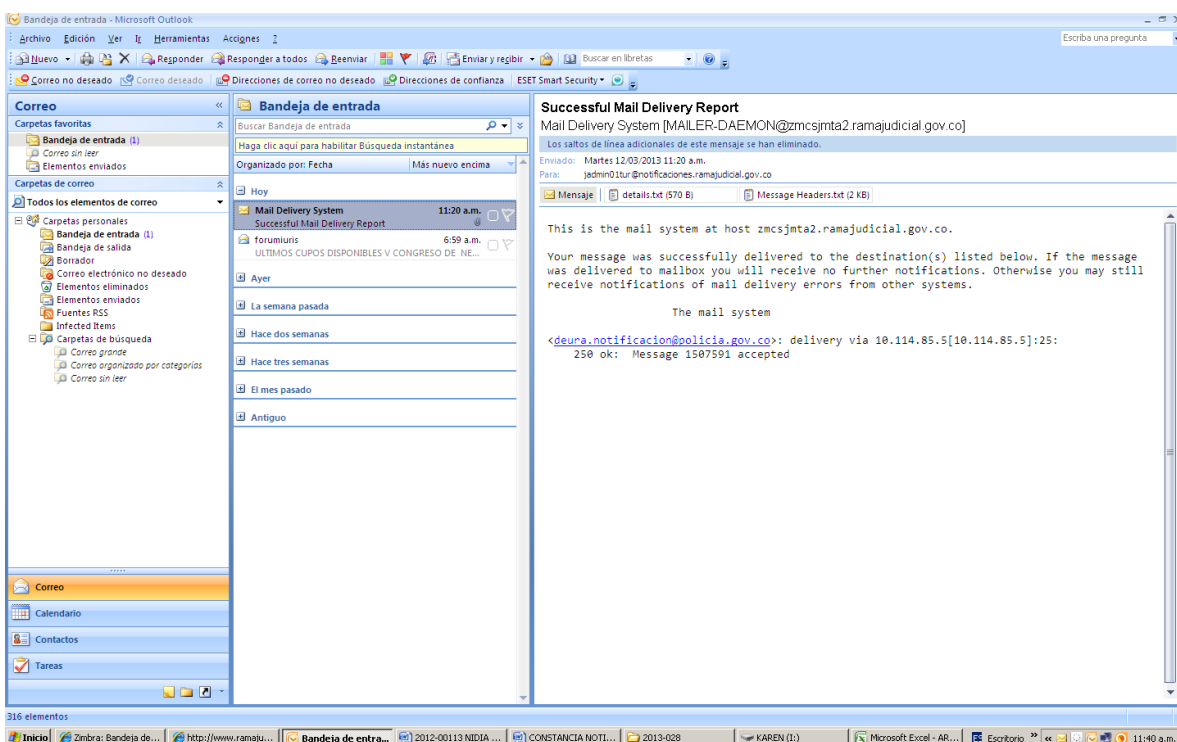 Bandeja de entrada - Microsoft Outlook
Archivo Edición Ver Ir Herramientas Acciones ?
Escriba una pregunta
Nuevo Responder Responder a todos Reenviar Enviar y recibir Buscar en libretas
Correo no deseado Correo deseado Direcciones de correo no deseado Direcciones de confianza ESET Smart Security
Correo «
Carpetas favoritas
Bandeja de entrada (1)
Correo sin leer
Elementos enviados
Carpetas de correo
Todos los elementos de correo
Carpetas personales
Bandeja de entrada (1)
Bandeja de salida
Borrador
Correo electrónico no deseado
Elementos eliminados
Elementos enviados
Fuentes RSS
Infected Items
Carpetas de búsqueda
Correo grande
Correo organizado por categorías
Correo sin leer
Correo
Calendario
Contactos
Tareas
Bandeja de entrada
Buscar Bandeja de entrada
Haga clic aquí para habilitar Búsqueda instantánea
Organizado por: Fecha Más nuevo encima
Hoy
Mail Delivery System 11:20 a.m.
Successful Mail Delivery Report
forumiuris 6:59 a.m.
ULTIMOS CUPOS DISPONIBLES V CONGRESO DE NE...
Ayer
La semana pasada
Hace dos semanas
Hace tres semanas
El mes pasado
Antiguo
Successful Mail Delivery Report
Mail Delivery System [MAILER-DAEMON@zmcsjmta2.ramajudicial.gov.co]
Los saltos de línea adicionales de este mensaje se han eliminado.
Enviado: Martes 12/03/2013 11:20 a.m.
Para: jadmin01tur@notificaciones.ramajudicial.gov.co
Mensaje details.txt (570 B) Message Headers.txt (2 KB)
This is the mail system at host zmcsjmta2.ramajudicial.gov.co.
Your message was successfully delivered to the destination(s) listed below. If the message
was delivered to mailbox you will receive no further notifications. Otherwise you may still
receive notifications of mail delivery errors from other systems.
The mail system
<deura.notificacion@policia.gov.co>: delivery via 10.114.85.5[10.114.85.5]:25:
250 ok: Message 1507591 accepted
316 elementos
Inicio Zimbra: Bandeja de... http://www.ramaju... Bandeja de entra... 2012-00113 NIDIA ... CONSTANCIA NOTI... 2013-028 KAREN (I:) Microsoft Excel - AR... Escritorio » « 11:40 a.m.